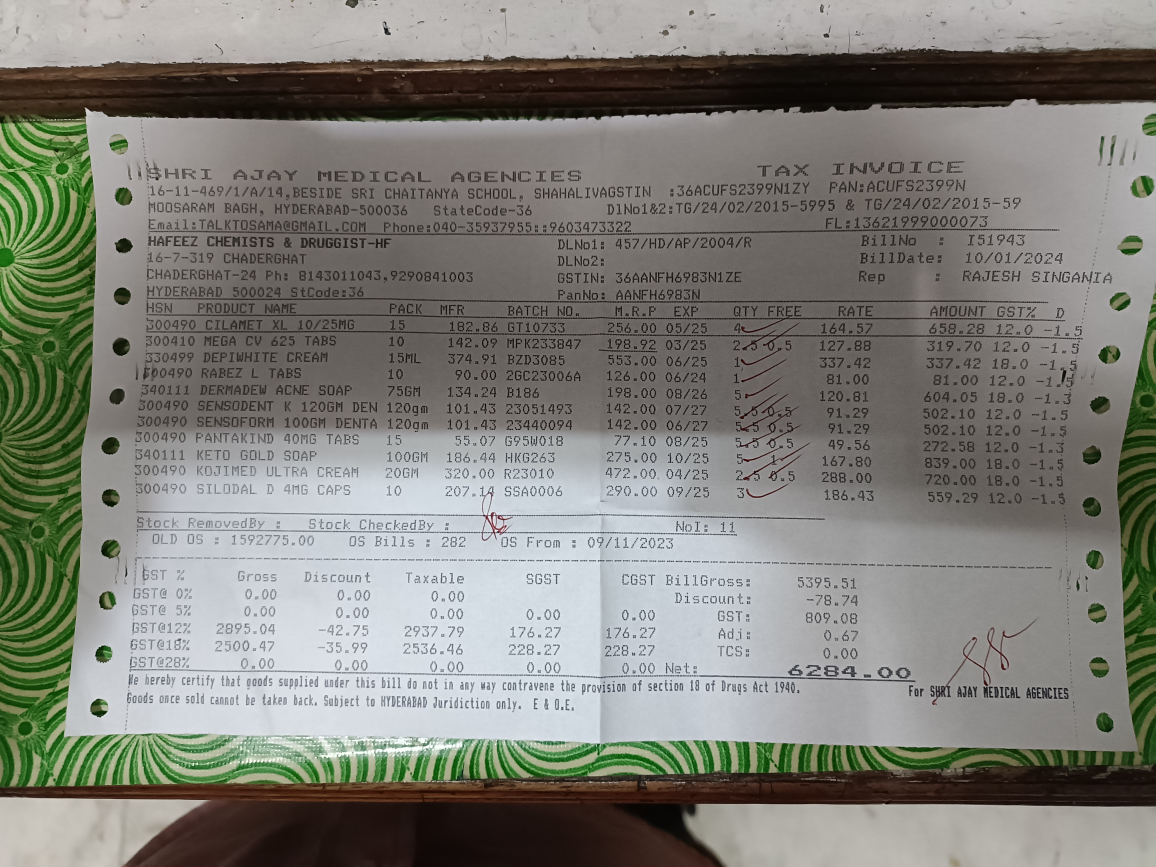 SHRI AJAY MEDICAL AGENCIES TAX INVOICE
16-11-469/1/A/14,BESIDE SRI CHAITANYA SCHOOL, SHAHALIVAGSTIN :36ACUFS2399N1ZY PAN:ACUFS2399N
MOOSARAM BAGH, HYDERABAD-500036 StateCode-36 DlNo1&2:TG/24/02/2015-5995 & TG/24/02/2015-59
Email:TALKTOSAMA@GMAIL.COM Phone:040-35937955::9603473322 FL:13621999000073
HAFEEZ CHEMISTS & DRUGGIST-HF DLNo1: 457/HD/AP/2004/R BillNo : I51943
16-7-319 CHADERGHAT DLNo2: BillDate: 10/01/2024
CHADERGHAT-24 Ph: 8143011043,9290841003 GSTIN: 36AANFH6983N1ZE Rep : RAJESH SINGANIA
HYDERABAD 500024 StCode:36 PanNo: AANFH6983N
HSN PRODUCT NAME PACK MFR BATCH NO. M.R.P EXP QTY FREE RATE AMOUNT GST% D
300490 CILAMET XL 10/25MG 15 182.86 GT10733 256.00 05/25 4 164.57 658.28 12.0 -1.5
300410 MEGA CV 625 TABS 10 142.09 MPK233847 198.92 03/25 2.5 0.5 127.88 319.70 12.0 -1.5
330499 DEPIWHITE CREAM 15ML 374.91 BZD3085 553.00 06/25 1 337.42 337.42 18.0 -1.5
300490 RABEZ L TABS 10 90.00 2GC23006A 126.00 06/24 1 81.00 81.00 12.0 -1.5
340111 DERMADEW ACNE SOAP 75GM 134.24 B186 198.00 08/26 5 120.81 604.05 18.0 -1.3
300490 SENSODENT K 120GM DEN 120gm 101.43 23051493 142.00 07/27 5.5 0.5 91.29 502.10 12.0 -1.5
300490 SENSOFORM 100GM DENTA 120gm 101.43 23440094 142.00 06/27 5.5 0.5 91.29 502.10 12.0 -1.5
300490 PANTAKIND 40MG TABS 15 55.07 G95W018 77.10 08/25 5.5 0.5 49.56 272.58 12.0 -1.3
340111 KETO GOLD SOAP 100GM 186.44 HKG263 275.00 10/25 5 1 167.80 839.00 18.0 -1.5
300490 KOJIMED ULTRA CREAM 20GM 320.00 R23010 472.00 04/25 2.5 0.5 288.00 720.00 18.0 -1.5
300490 SILODAL D 4MG CAPS 10 207.14 SSA0006 290.00 09/25 3 186.43 559.29 12.0 -1.5
Stock RemovedBy : Stock CheckedBy : NoI: 11
OLD OS : 1592775.00 OS Bills : 282 OS From : 09/11/2023
GST % Gross Discount Taxable SGST CGST BillGross: 5395.51
GST@ 0% 0.00 0.00 0.00 Discount: -78.74
GST@ 5% 0.00 0.00 0.00 0.00 0.00 GST: 809.08
GST@12% 2895.04 -42.75 2937.79 176.27 176.27 Adj: 0.67
GST@18% 2500.47 -35.99 2536.46 228.27 228.27 TCS: 0.00
GST@28% 0.00 0.00 0.00 0.00 0.00 Net: 6284.00
We hereby certify that goods supplied under this bill do not in any way contravene the provision of section 18 of Drugs Act 1940. For SHRI AJAY MEDICAL AGENCIES
Goods once sold cannot be taken back. Subject to HYDERABAD Juridiction only. E & O.E.